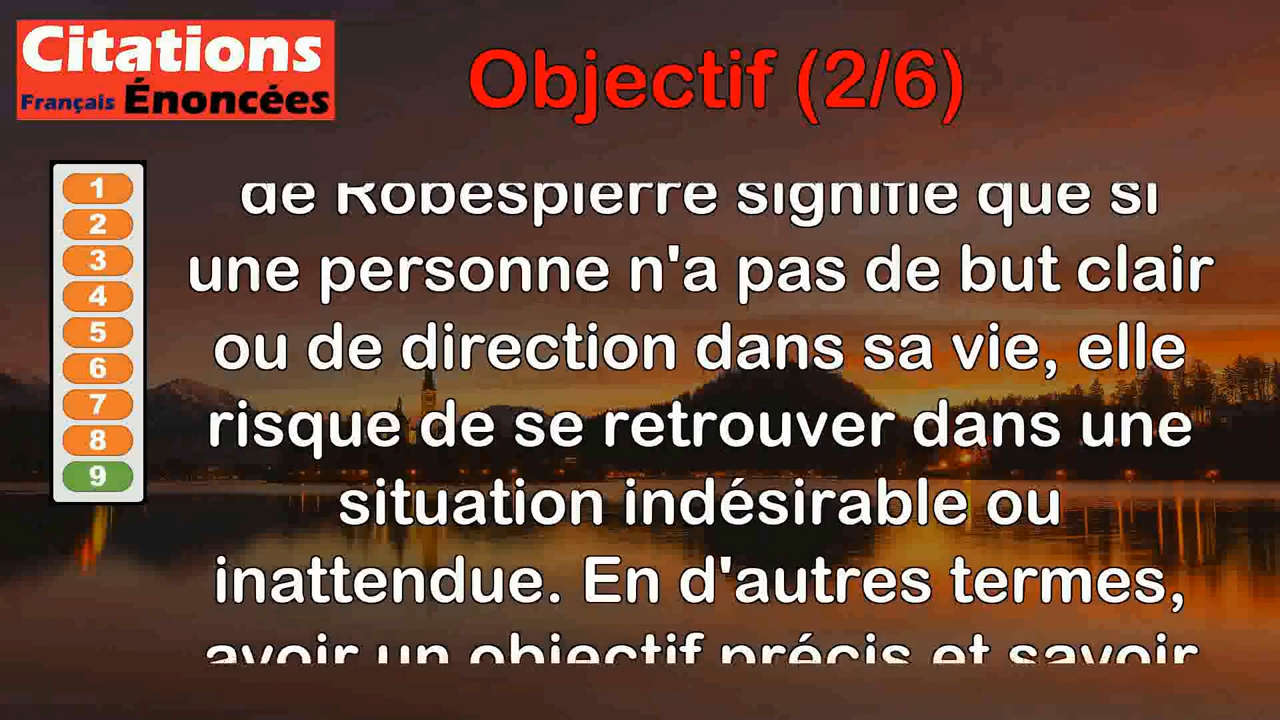 Citations
Français Énoncées
Objectif (2/6)
1
2
3
4
5
6
7
8
9
de Robespierre signifie que si
une personne n'a pas de but clair
ou de direction dans sa vie, elle
risque de se retrouver dans une
situation indésirable ou
inattendue. En d'autres termes,
avoir un objectif précis et savoir